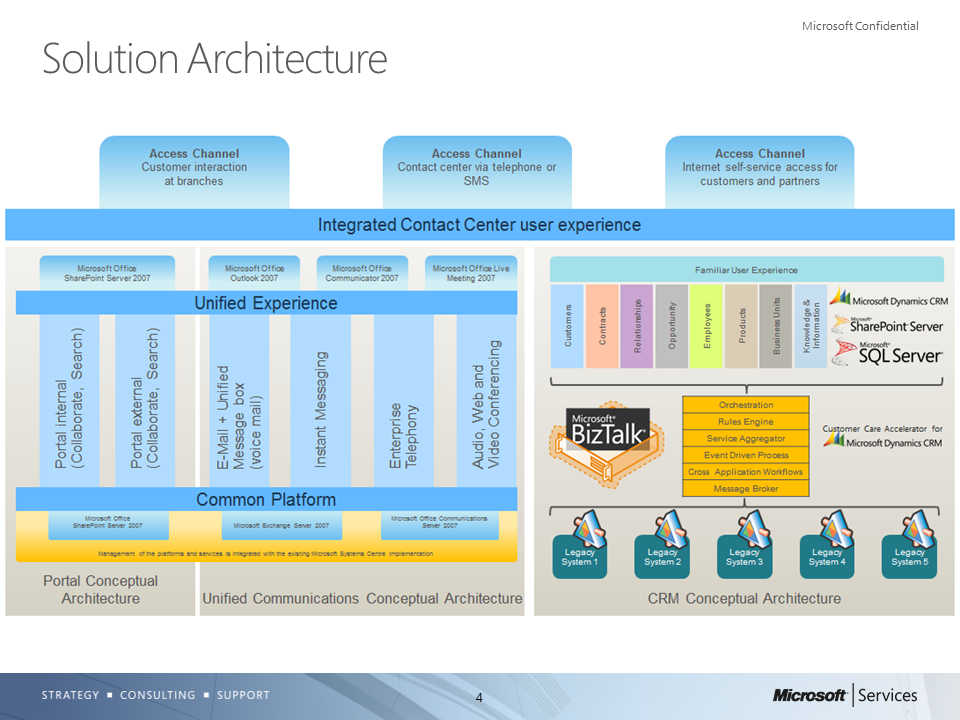 Microsoft Confidential
Solution Architecture
Access Channel
Customer interaction
at branches
Access Channel
Contact center via telephone or
SMS
Access Channel
Internet self-service access for
customers and partners
Integrated Contact Center user experience
Microsoft Office
SharePoint Server 2007
Microsoft Office
Outlook 2007
Microsoft Office
Communicator 2007
Microsoft Office Live
Meeting 2007
Unified Experience
Portal internal
(Collaborate, Search)
Portal external
(Collaborate, Search)
E-Mail + Unified
Message box
(voice mail)
Instant Messaging
Enterprise
Telephony
Audio, Web and
Video Conferencing
Common Platform
Microsoft Office
SharePoint Server 2007
Microsoft Exchange Server 2007
Microsoft Office Communications
Server 2007
Management of the platforms and services is integrated with the existing Microsoft Systems Centre implementation
Portal Conceptual
Architecture
Unified Communications Conceptual Architecture
Familiar User Experience
Customers
Contracts
Relationships
Opportunity
Employees
Products
Business Units
Knowledge &
Information
Microsoft Dynamics CRM
Microsoft
SharePoint Server
Microsoft
SQL Server
Microsoft
BizTalk
Orchestration
Rules Engine
Service Aggregator
Event Driven Process
Cross Application Workflows
Message Broker
Customer Care Accelerator for
Microsoft Dynamics CRM
Legacy
System 1
Legacy
System 2
Legacy
System 3
Legacy
System 4
Legacy
System 5
CRM Conceptual Architecture
STRATEGY ■ CONSULTING ■ SUPPORT
4
Microsoft | Services